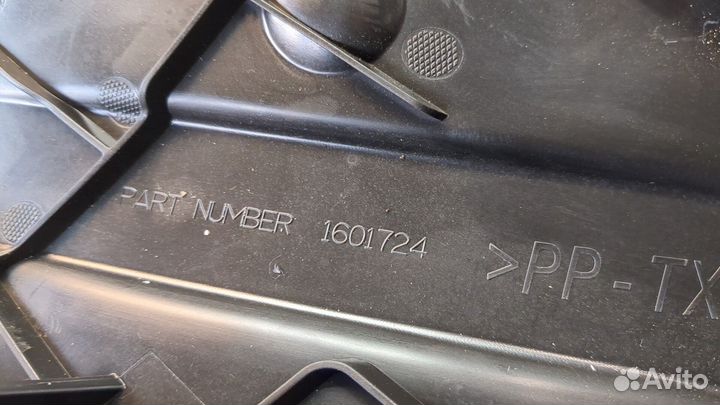 PART NUMBER 1601724
>PP-TX
Avito